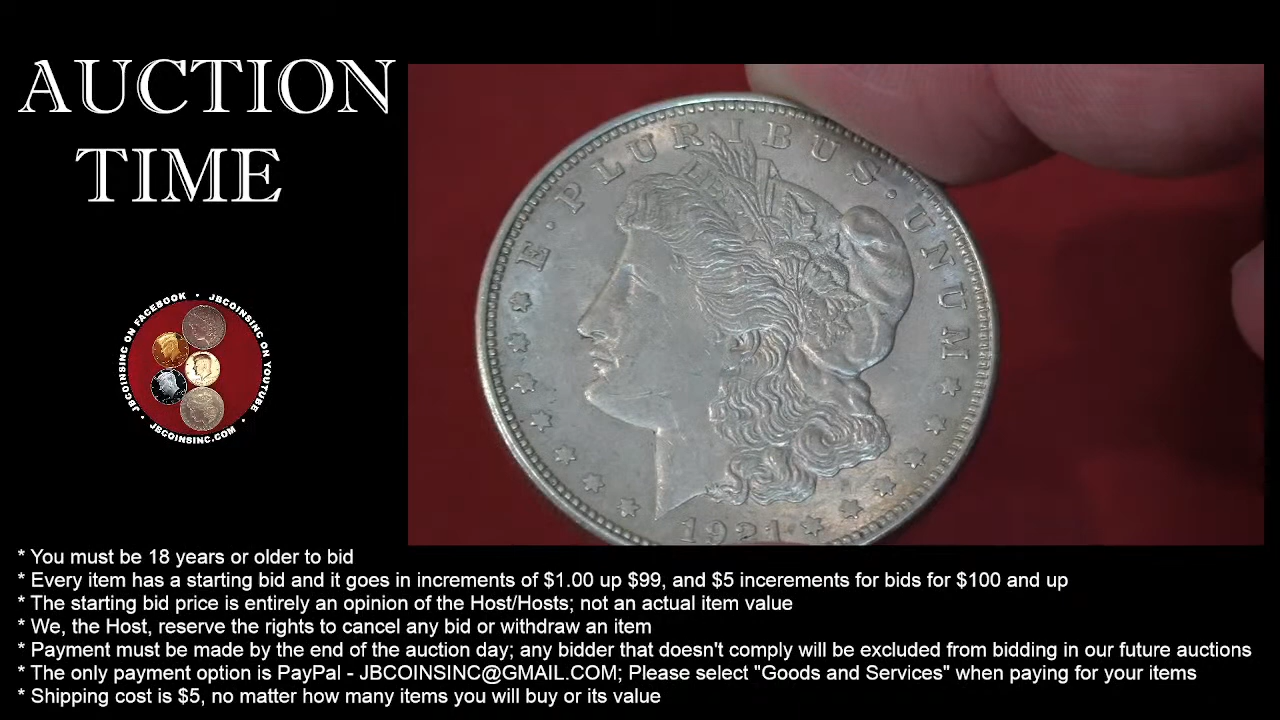 AUCTION
TIME
E · PLURIBUS · UNUM
1921
JBCOINSINC ON FACEBOOK • JBCOINSINC ON YOUTUBE • JBCOINSINC.COM •
* You must be 18 years or older to bid
* Every item has a starting bid and it goes in increments of $1.00 up $99, and $5 incerements for bids for $100 and up
* The starting bid price is entirely an opinion of the Host/Hosts; not an actual item value
* We, the Host, reserve the rights to cancel any bid or withdraw an item
* Payment must be made by the end of the auction day; any bidder that doesn't comply will be excluded from bidding in our future auctions
* The only payment option is PayPal - JBCOINSINC@GMAIL.COM; Please select "Goods and Services" when paying for your items
* Shipping cost is $5, no matter how many items you will buy or its value